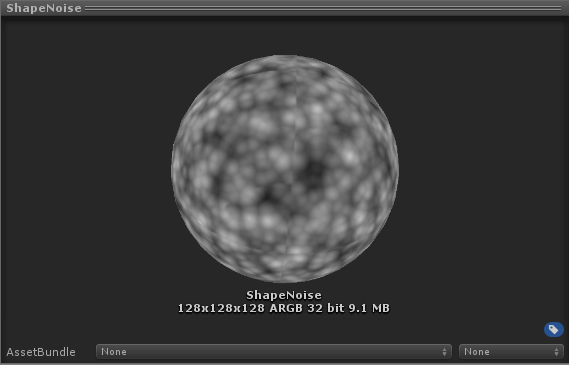 ShapeNoise
ShapeNoise
128x128x128 ARGB 32 bit 9.1 MB
AssetBundle None None